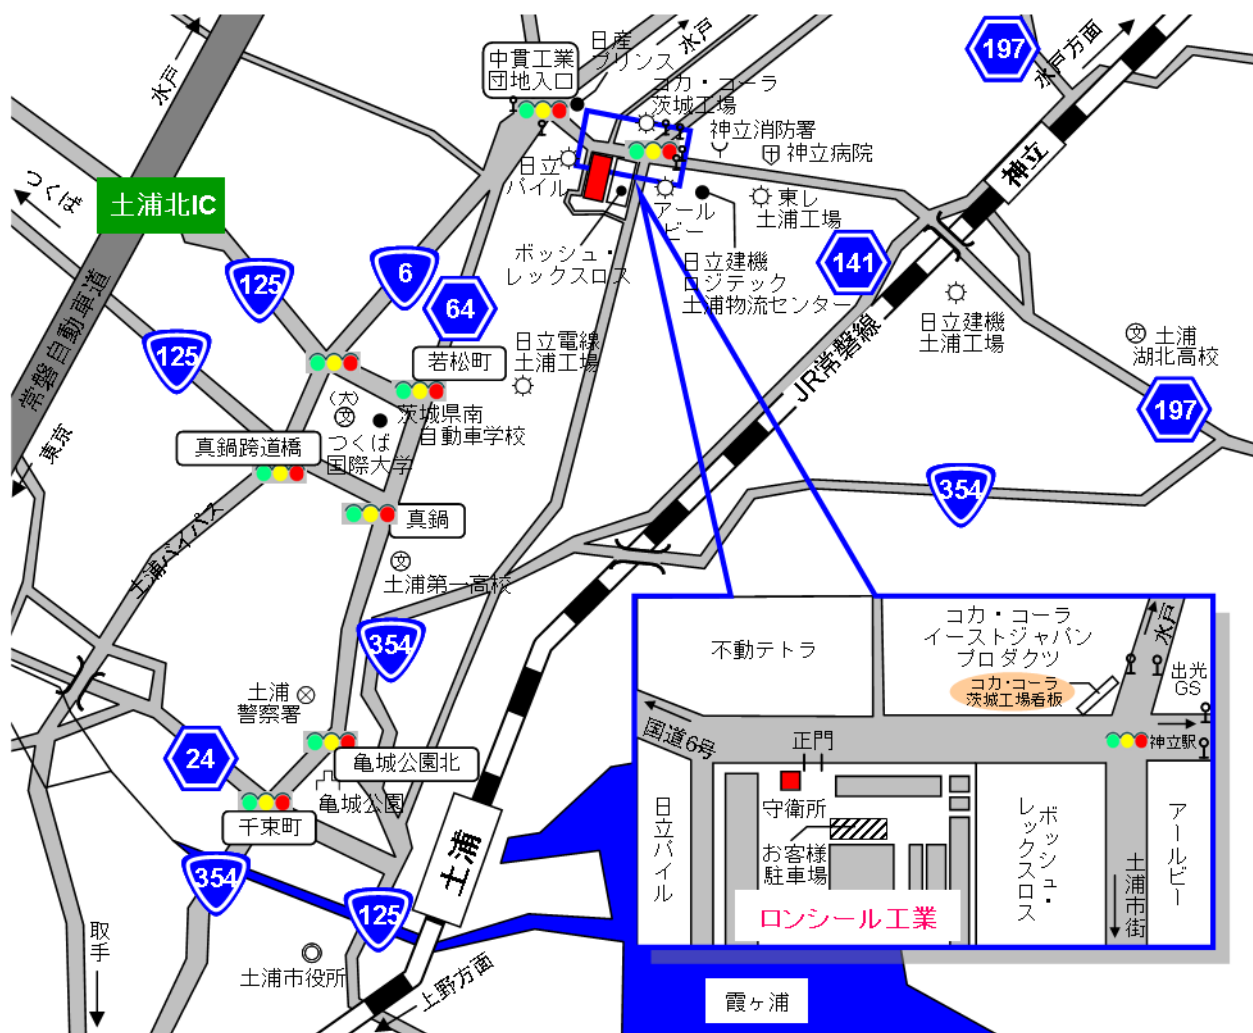 197
水戸方面
水戸
日産
プリンス
水戸
中貫工業
団地入口
コカ・コーラ
茨城工場
神立消防署
神立病院
神立
日立
パイル
つくば
土浦北IC
アール
ビー
東レ
土浦工場
ボッシュ・
レックスロス
日立建機
ロジテック
土浦物流センター
141
6
125
64
日立建機
土浦工場
土浦
湖北高校
125
若松町
日立電線
土浦工場
常磐自動車道
JR常磐線
197
(大)
茨城県南
自動車学校
つくば
国際大学
真鍋跨道橋
東京
354
真鍋
土浦バイパス
土浦第一高校
354
土浦
警察署
24
亀城公園北
亀城公園
千束町
354
土浦
125
取手
土浦市役所
上野方面
霞ヶ浦
不動テトラ
コカ・コーラ
イーストジャパン
プロダクツ
コカ・コーラ
茨城工場看板
水戸
出光
GS
国道6号
正門
神立駅
守衛所
お客様
駐車場
日立パイル
ボッシュ・
レックスロス
土浦市街
アールビー
ロンシール工業